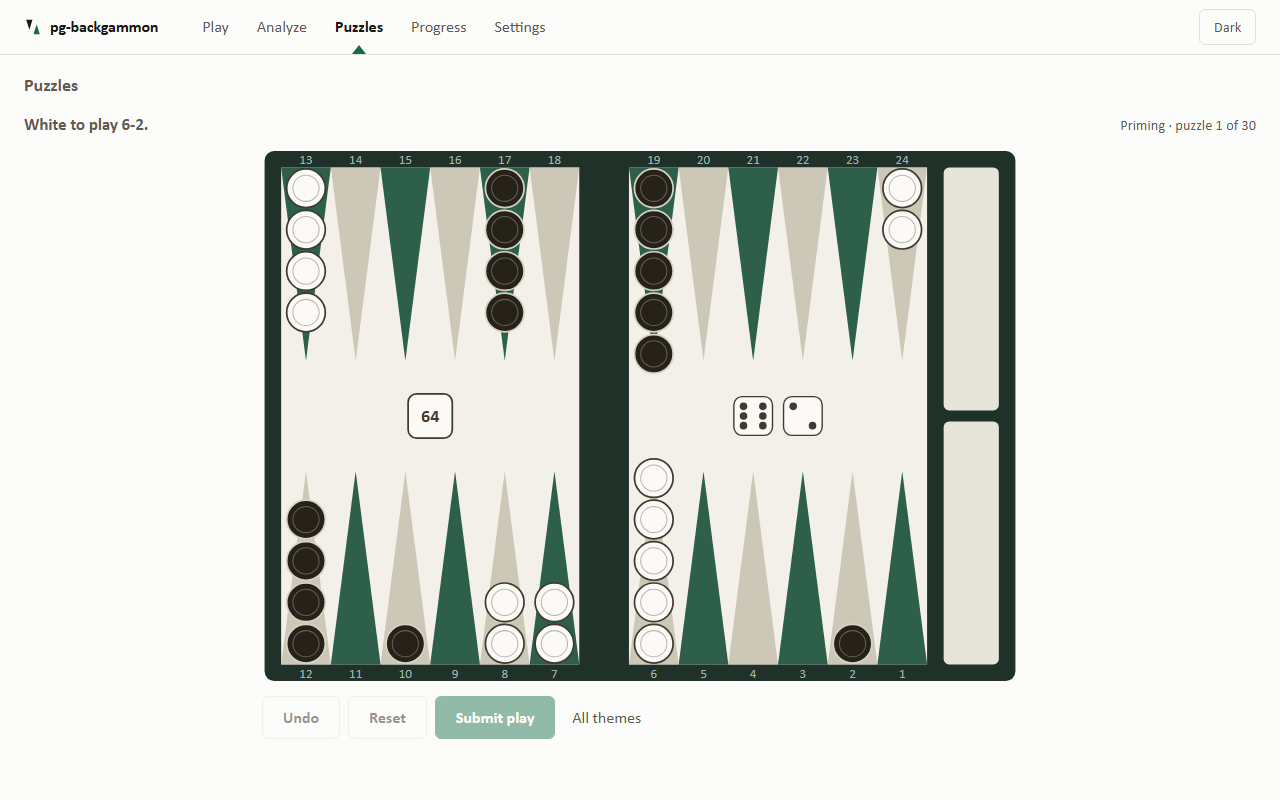 pg-backgammon Play Analyze Puzzles Progress Settings Dark
Puzzles
White to play 6-2. Priming · puzzle 1 of 30
13 14 15 16 17 18 19 20 21 22 23 24
64
12 11 10 9 8 7 6 5 4 3 2 1
Undo Reset Submit play All themes